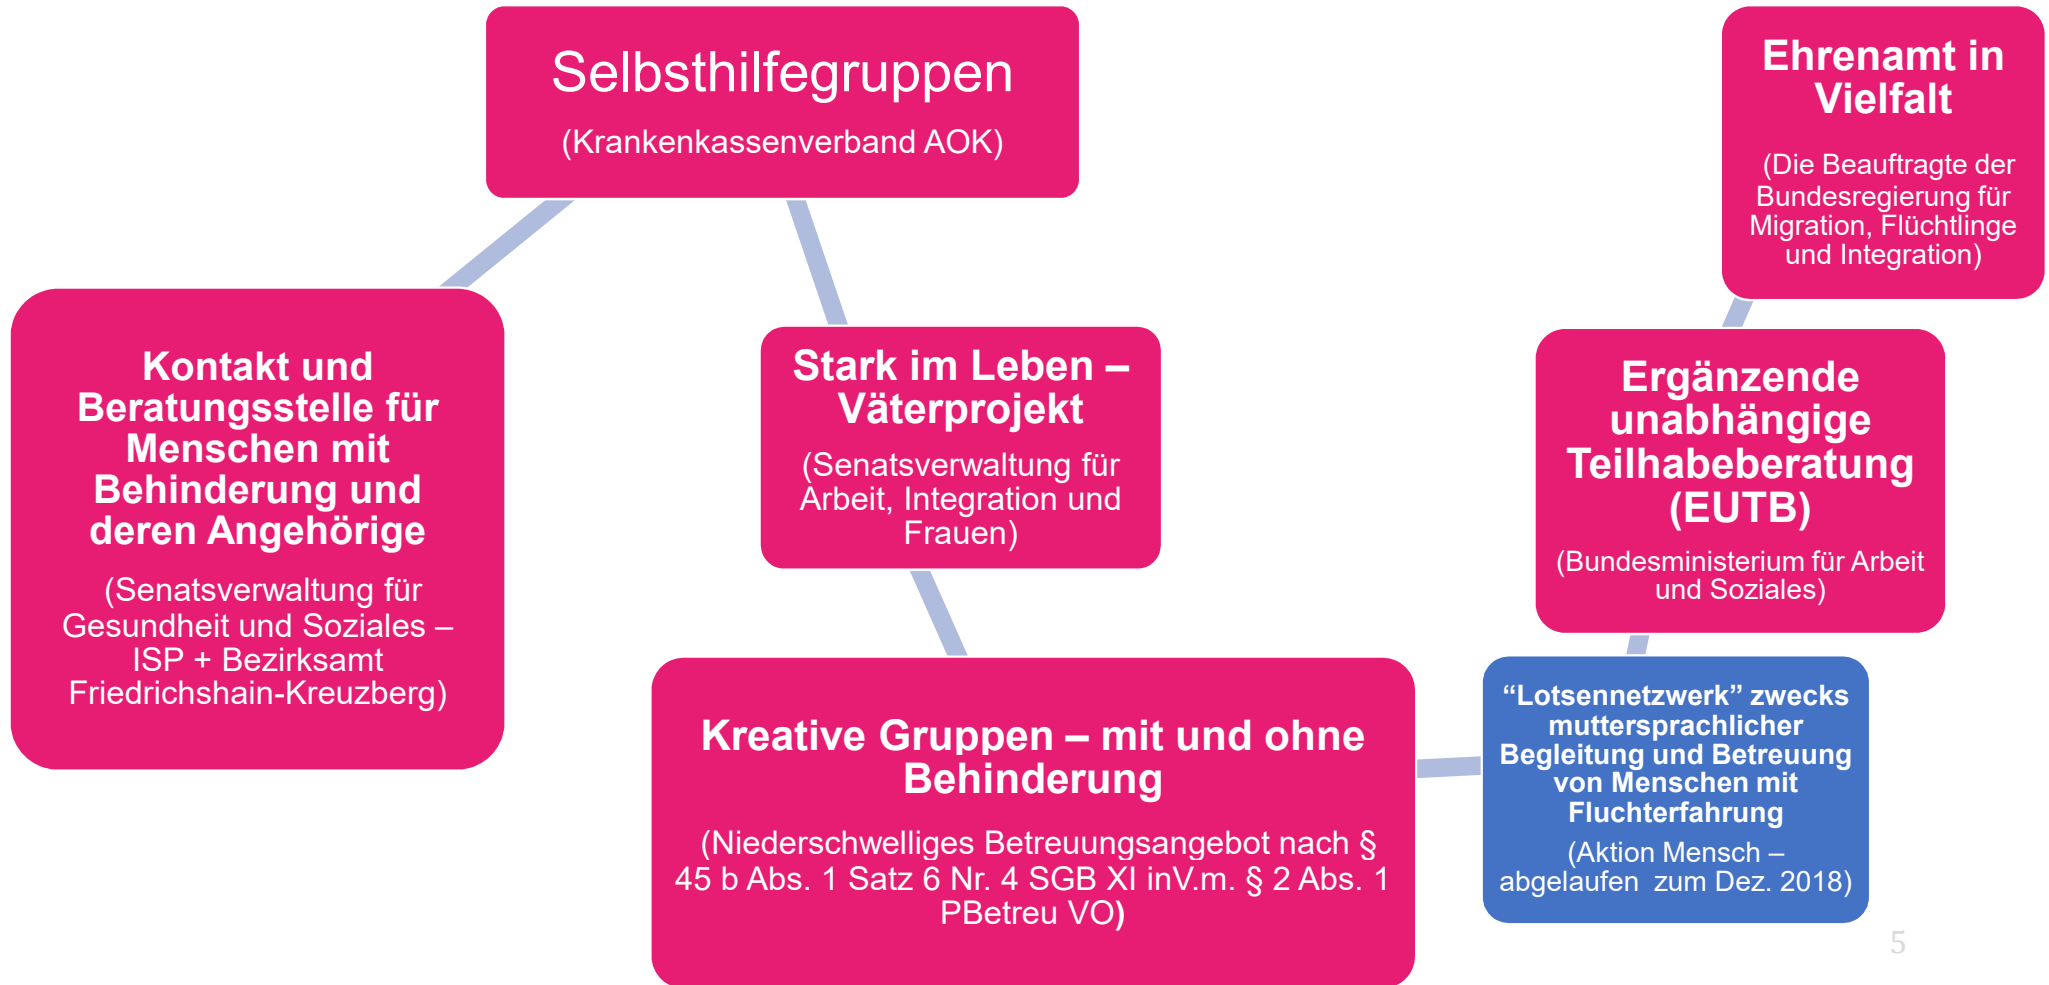 Selbsthilfegruppen
(Krankenkassenverband AOK)
Ehrenamt in
Vielfalt
(Die Beauftragte der
Bundesregierung für
Migration, Flüchtlinge
und Integration)
Kontakt und
Beratungsstelle für
Menschen mit
Behinderung und
deren Angehörige
(Senatsverwaltung für
Gesundheit und Soziales –
ISP + Bezirksamt
Friedrichshain-Kreuzberg)
Stark im Leben –
Väterprojekt
(Senatsverwaltung für
Arbeit, Integration und
Frauen)
Ergänzende
unabhängige
Teilhabeberatung
(EUTB)
(Bundesministerium für Arbeit
und Soziales)
Kreative Gruppen – mit und ohne
Behinderung
(Niederschwelliges Betreuungsangebot nach §
45 b Abs. 1 Satz 6 Nr. 4 SGB XI inV.m. § 2 Abs. 1
PBetreu VO)
“Lotsennetzwerk” zwecks
muttersprachlicher
Begleitung und Betreuung
von Menschen mit
Fluchterfahrung
(Aktion Mensch –
abgelaufen zum Dez. 2018)
5